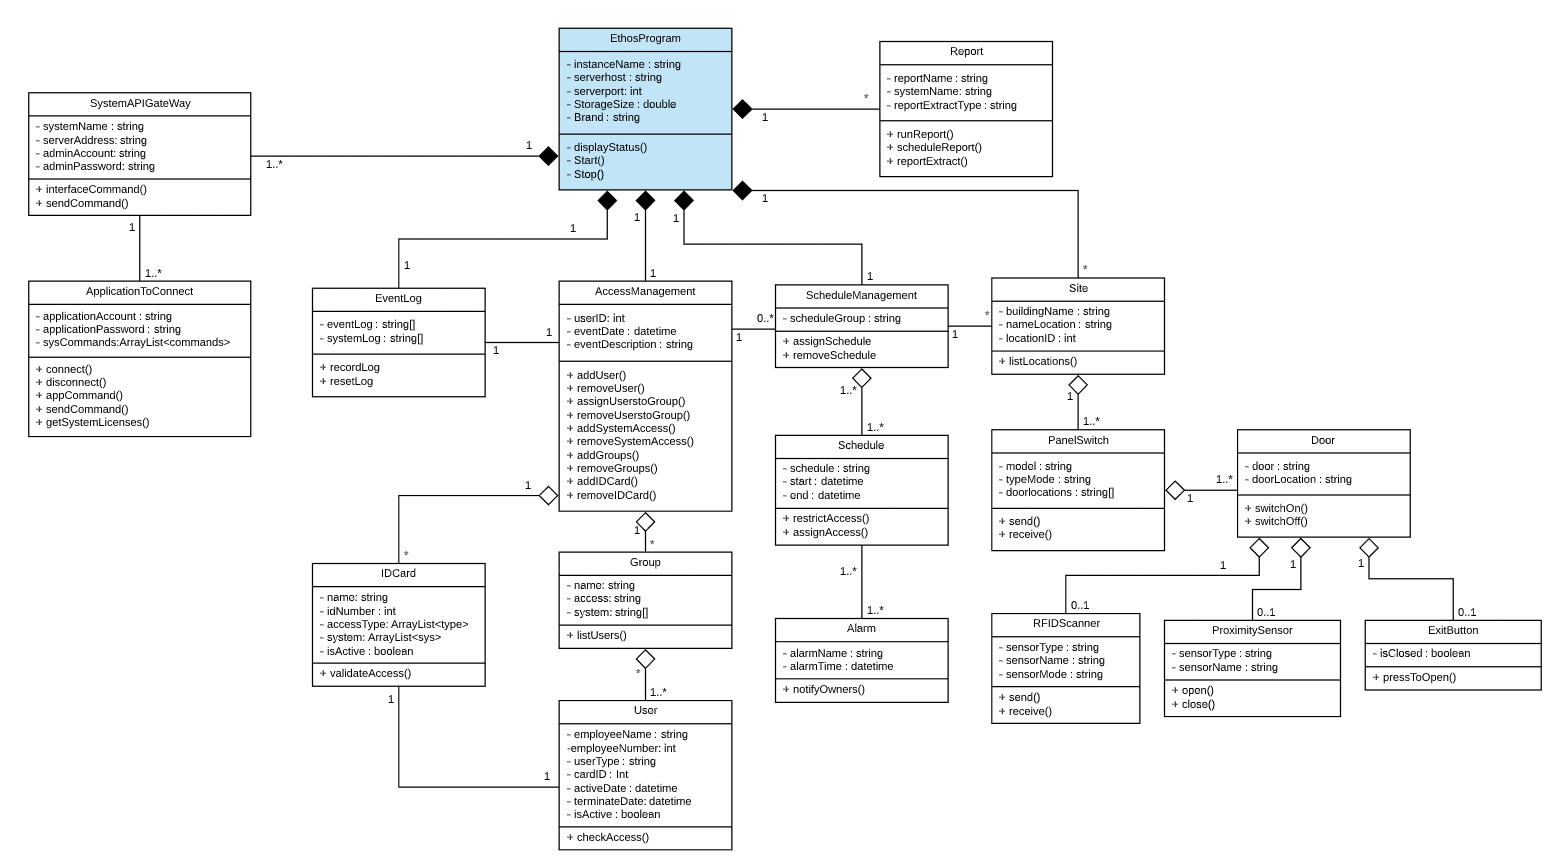 EthosProgram
- instanceName : string
- serverhost : string
- serverport: int
- StorageSize : double
- Brand : string
- displayStatus()
- Start()
- Stop()
Report
- reportName : string
- systemName: string
- reportExtractType : string
+ runReport()
+ scheduleReport()
+ reportExtract()
*
1
SystemAPIGateWay
- systemName : string
- serverAddress: string
- adminAccount: string
- adminPassword: string
+ interfaceCommand()
+ sendCommand()
1
1..*
1
1..*
1
*
1
1
1
1
1
1
ApplicationToConnect
- applicationAccount : string
- applicationPassword : string
- sysCommands:ArrayList<commands>
+ connect()
+ disconnect()
+ appCommand()
+ sendCommand()
+ getSystemLicenses()
EventLog
- eventLog : string[]
- systemLog : string[]
+ recordLog
+ resetLog
1
1
AccessManagement
- userID: int
- eventDate : datetime
- eventDescription : string
+ addUser()
+ removeUser()
+ assignUserstoGroup()
+ removeUserstoGroup()
+ addSystemAccess()
+ removeSystemAccess()
+ addGroups()
+ removeGroups()
+ addIDCard()
+ removeIDCard()
0..*
1
ScheduleManagement
- scheduleGroup : string
+ assignSchedule
+ removeSchedule
*
1
Site
- buildingName : string
- nameLocation : string
- locationID : int
+ listLocations()
1..*
1..*
1
1..*
Schedule
- schedule : string
- start : datetime
- end : datetime
+ restrictAccess()
+ assignAccess()
PanelSwitch
- model : string
- typeMode : string
- doorlocations : string[]
+ send()
+ receive()
1..*
1
Door
- door : string
- doorLocation : string
+ switchOn()
+ switchOff()
1
*
1
*
IDCard
- name: string
- idNumber : int
- accessType: ArrayList<type>
- system: ArrayList<sys>
- isActive : boolean
+ validateAccess()
Group
- name: string
- access: string
- system: string[]
+ listUsers()
1..*
1..*
Alarm
- alarmName : string
- alarmTime : datetime
+ notifyOwners()
1
1
1
0..1
0..1
0..1
RFIDScanner
- sensorType : string
- sensorName : string
- sensorMode : string
+ send()
+ receive()
ProximitySensor
- sensorType : string
- sensorName : string
+ open()
+ close()
ExitButton
- isClosed : boolean
+ pressToOpen()
*
1..*
1
1
User
- employeeName : string
-employeeNumber: int
- userType : string
- cardID : Int
- activeDate : datetime
- terminateDate: datetime
- isActive : boolean
+ checkAccess()